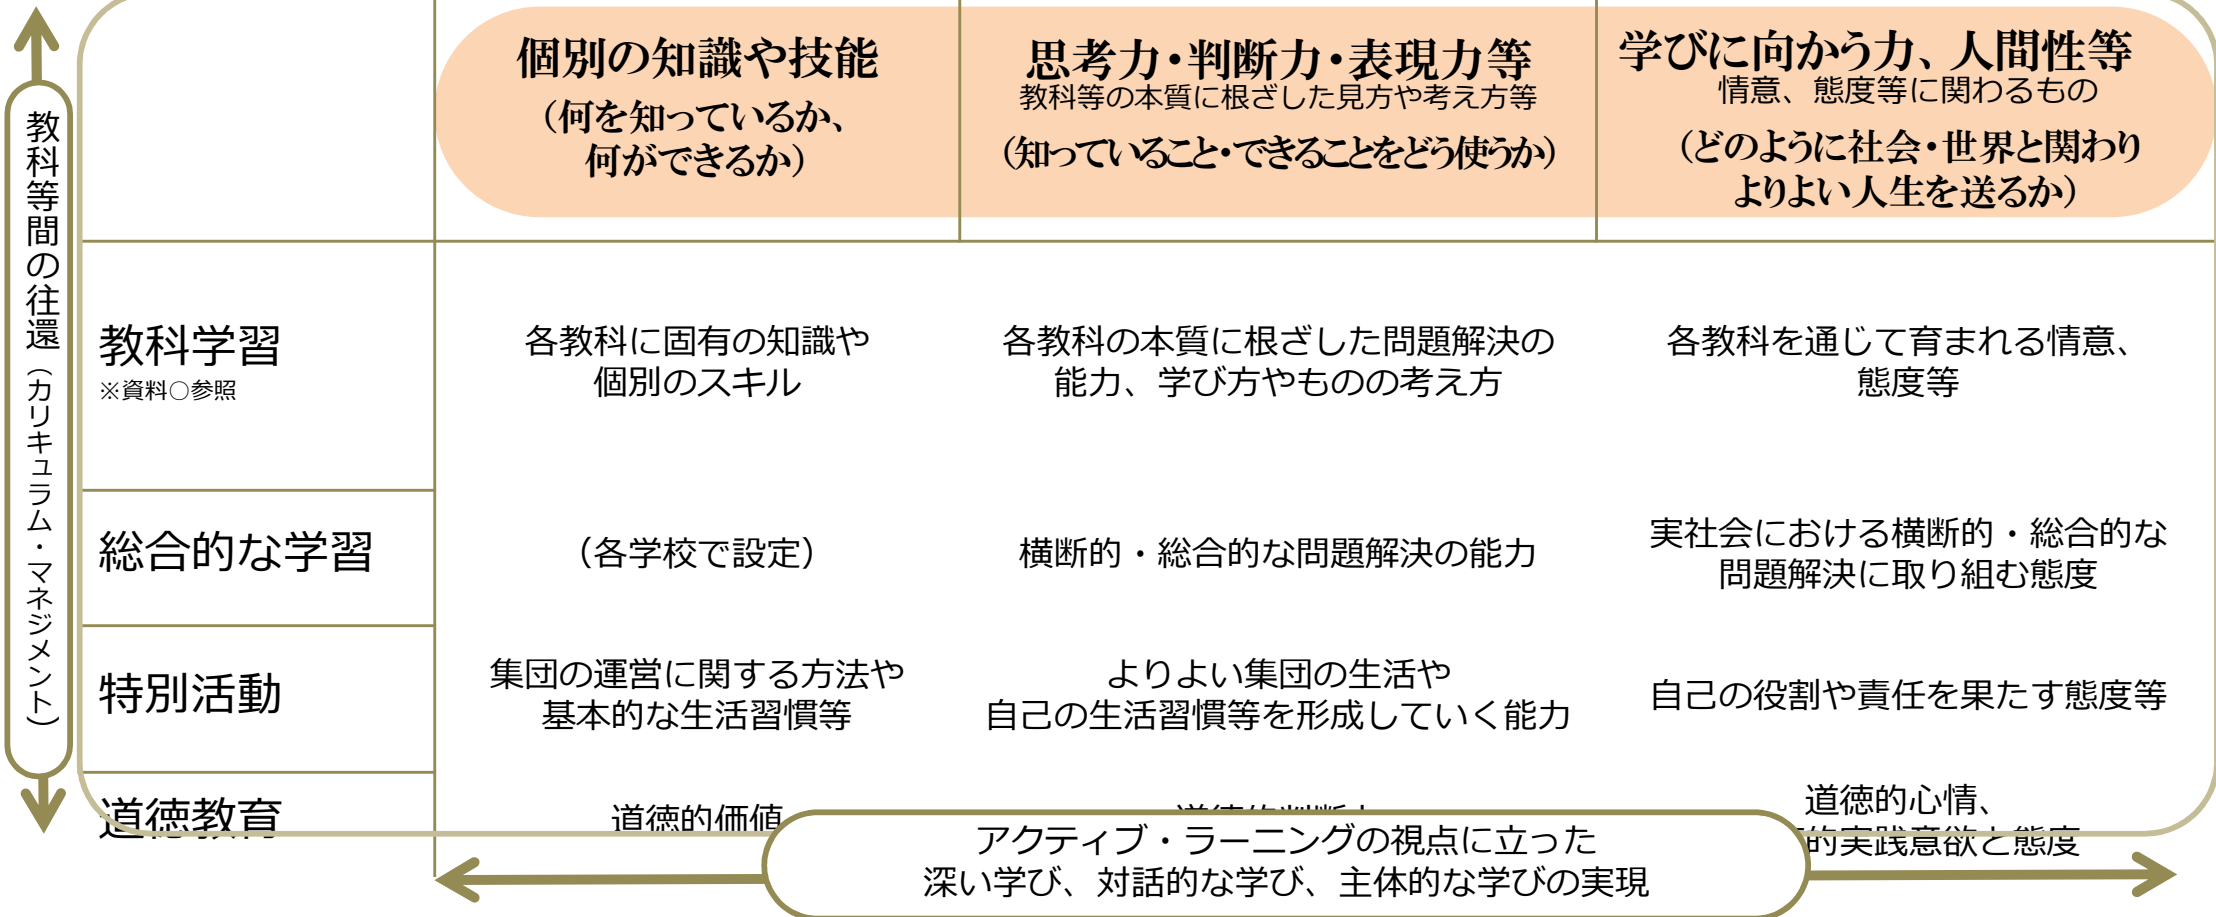 教科等間の往還（カリキュラム・マネジメント）
個別の知識や技能
（何を知っているか、
何ができるか）
思考力・判断力・表現力等
教科等の本質に根ざした見方や考え方等
（知っていること・できることをどう使うか）
学びに向かう力、人間性等
情意、態度等に関わるもの
（どのように社会・世界と関わり
よりよい人生を送るか）
教科学習
※資料○参照
各教科に固有の知識や
個別のスキル
各教科の本質に根ざした問題解決の
能力、学び方やものの考え方
各教科を通じて育まれる情意、
態度等
総合的な学習
（各学校で設定）
横断的・総合的な問題解決の能力
実社会における横断的・総合的な
問題解決に取り組む態度
特別活動
集団の運営に関する方法や
基本的な生活習慣等
よりよい集団の生活や
自己の生活習慣等を形成していく能力
自己の役割や責任を果たす態度等
道徳教育
道徳的価値
道徳的判断力
道徳的心情、
的実践意欲と態度
アクティブ・ラーニングの視点に立った
深い学び、対話的な学び、主体的な学びの実現